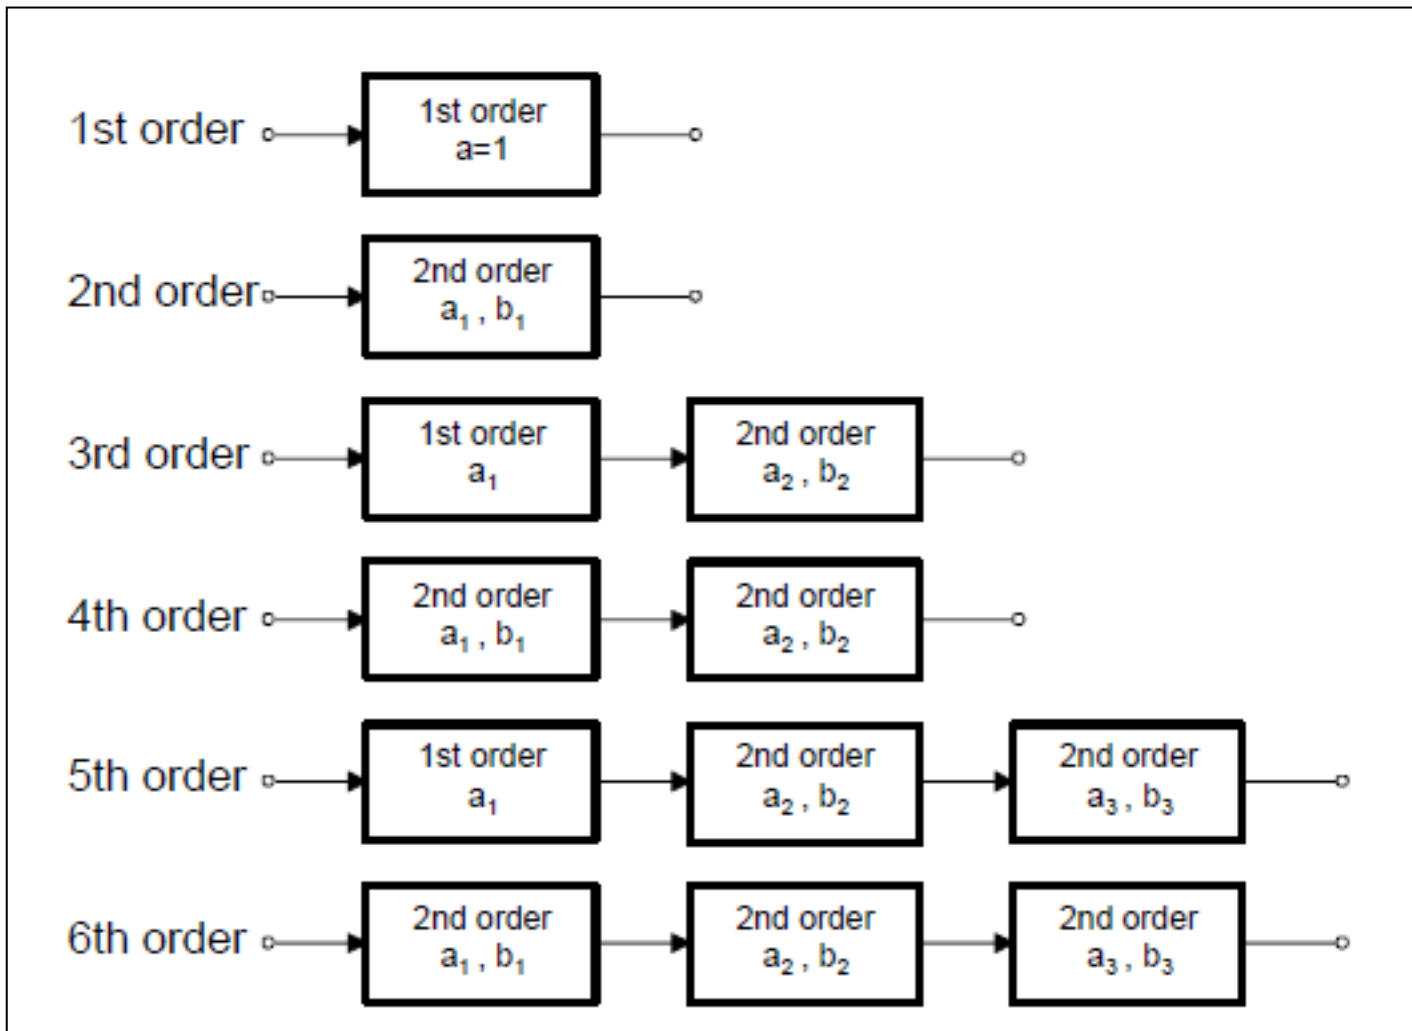 1st order
1st order
a=1
2nd order
2nd order
a₁ , b₁
3rd order
1st order
a₁
2nd order
a₂ , b₂
4th order
2nd order
a₁ , b₁
2nd order
a₂ , b₂
5th order
1st order
a₁
2nd order
a₂ , b₂
2nd order
a₃ , b₃
6th order
2nd order
a₁ , b₁
2nd order
a₂ , b₂
2nd order
a₃ , b₃